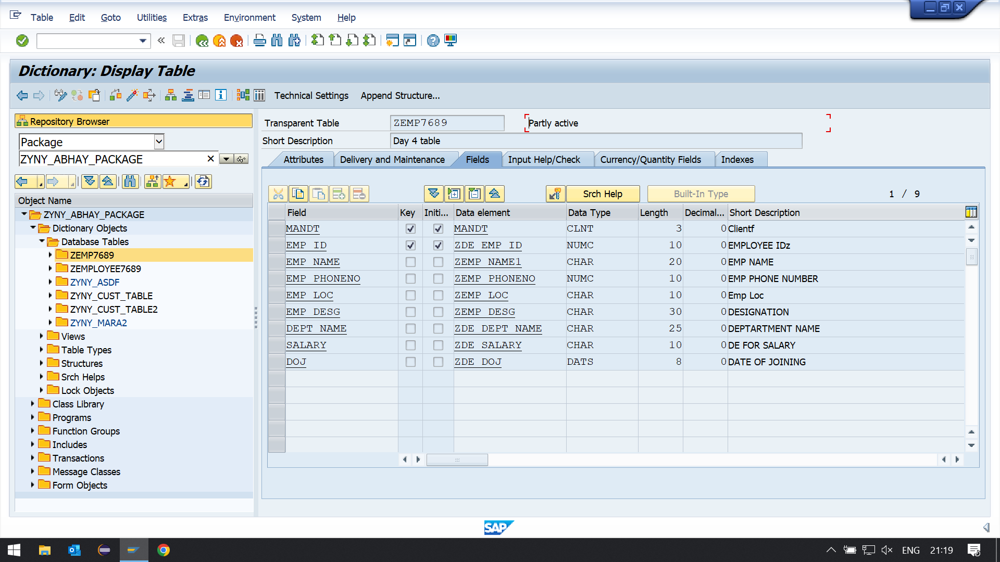 Table Edit Goto Utilities Extras Environment System Help
Dictionary: Display Table
Technical Settings Append Structure...
Repository Browser
Package
ZYNY_ABHAY_PACKAGE
Object Name
ZYNY_ABHAY_PACKAGE
Dictionary Objects
Database Tables
ZEMP7689
ZEMPLOYEE7689
ZYNY_ASDF
ZYNY_CUST_TABLE
ZYNY_CUST_TABLE2
ZYNY_MARA2
Views
Table Types
Structures
Srch Helps
Lock Objects
Class Library
Programs
Function Groups
Includes
Transactions
Message Classes
Form Objects
Transparent Table ZEMP7689 Partly active
Short Description Day 4 table
Attributes Delivery and Maintenance Fields Input Help/Check Currency/Quantity Fields Indexes
Srch Help Built-In Type 1 / 9
Field Key Initi... Data element Data Type Length Decimal... Short Description
MANDT MANDT CLNT 3 0 Clientf
EMP_ID ZDE_EMP_ID NUMC 10 0 EMPLOYEE IDz
EMP_NAME ZEMP_NAME1 CHAR 20 0 EMP NAME
EMP_PHONENO ZEMP_PHONENO NUMC 10 0 EMP PHONE NUMBER
EMP_LOC ZEMP_LOC CHAR 10 0 Emp Loc
EMP_DESG ZEMP_DESG CHAR 30 0 DESIGNATION
DEPT_NAME ZDE_DEPT_NAME CHAR 25 0 DEPTARTMENT NAME
SALARY ZDE_SALARY CHAR 10 0 DE FOR SALARY
DOJ ZDE_DOJ DATS 8 0 DATE OF JOINING
SAP
ENG 21:19